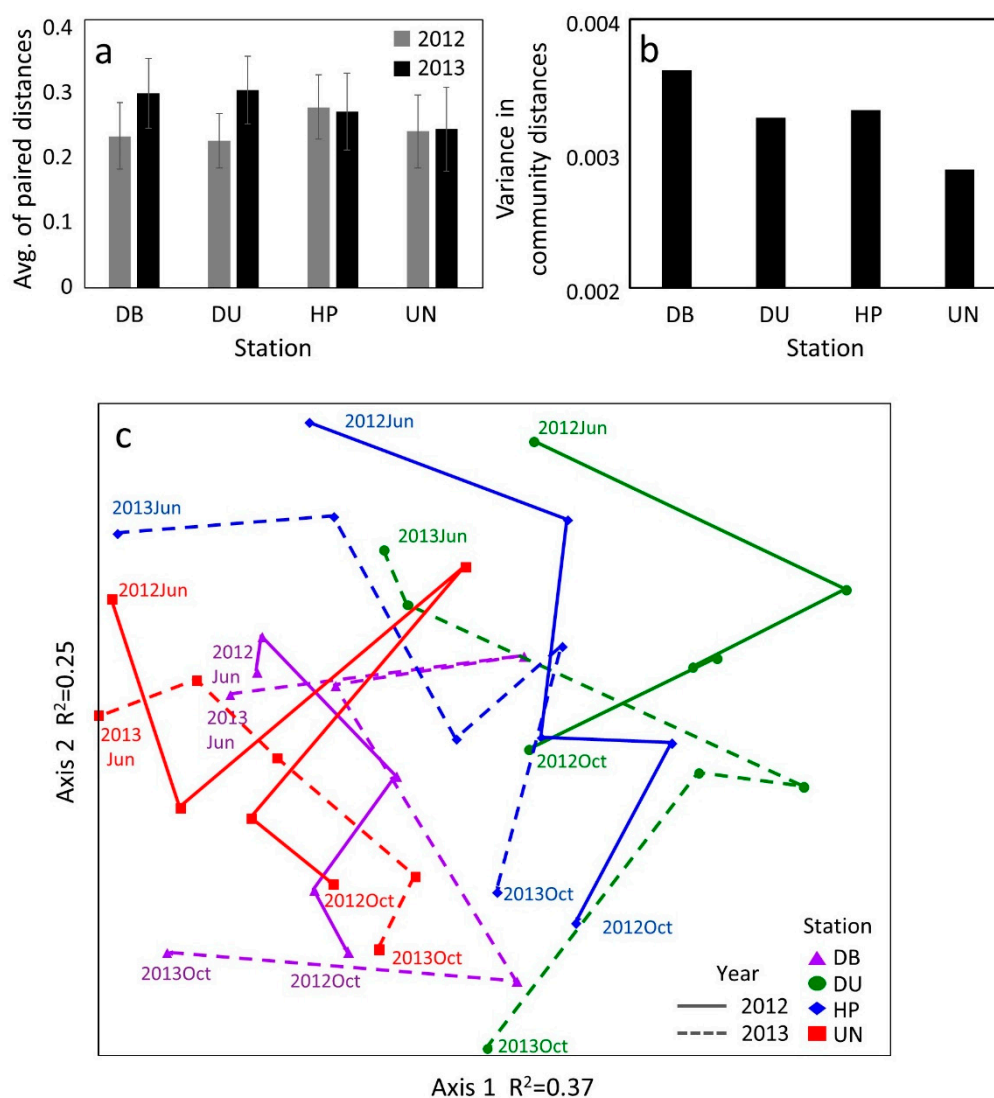 a
2012
2013
0.4
0.3
0.2
0.1
0
Avg. of paired distances
DB DU HP UN
Station
b
0.004
0.003
0.002
Variance in
community distances
DB DU HP UN
Station
c
2012Jun
2012Jun
2013Jun
2013Jun
2012Jun
2012
Jun
2013
Jun
2013
Jun
2012Oct
2012Oct
2013Oct
2012Oct
2013Oct
2013Oct
2012Oct
2013Oct
Axis 2 R²=0.25
Station
DB
DU
HP
UN
Year
2012
2013
Axis 1 R²=0.37